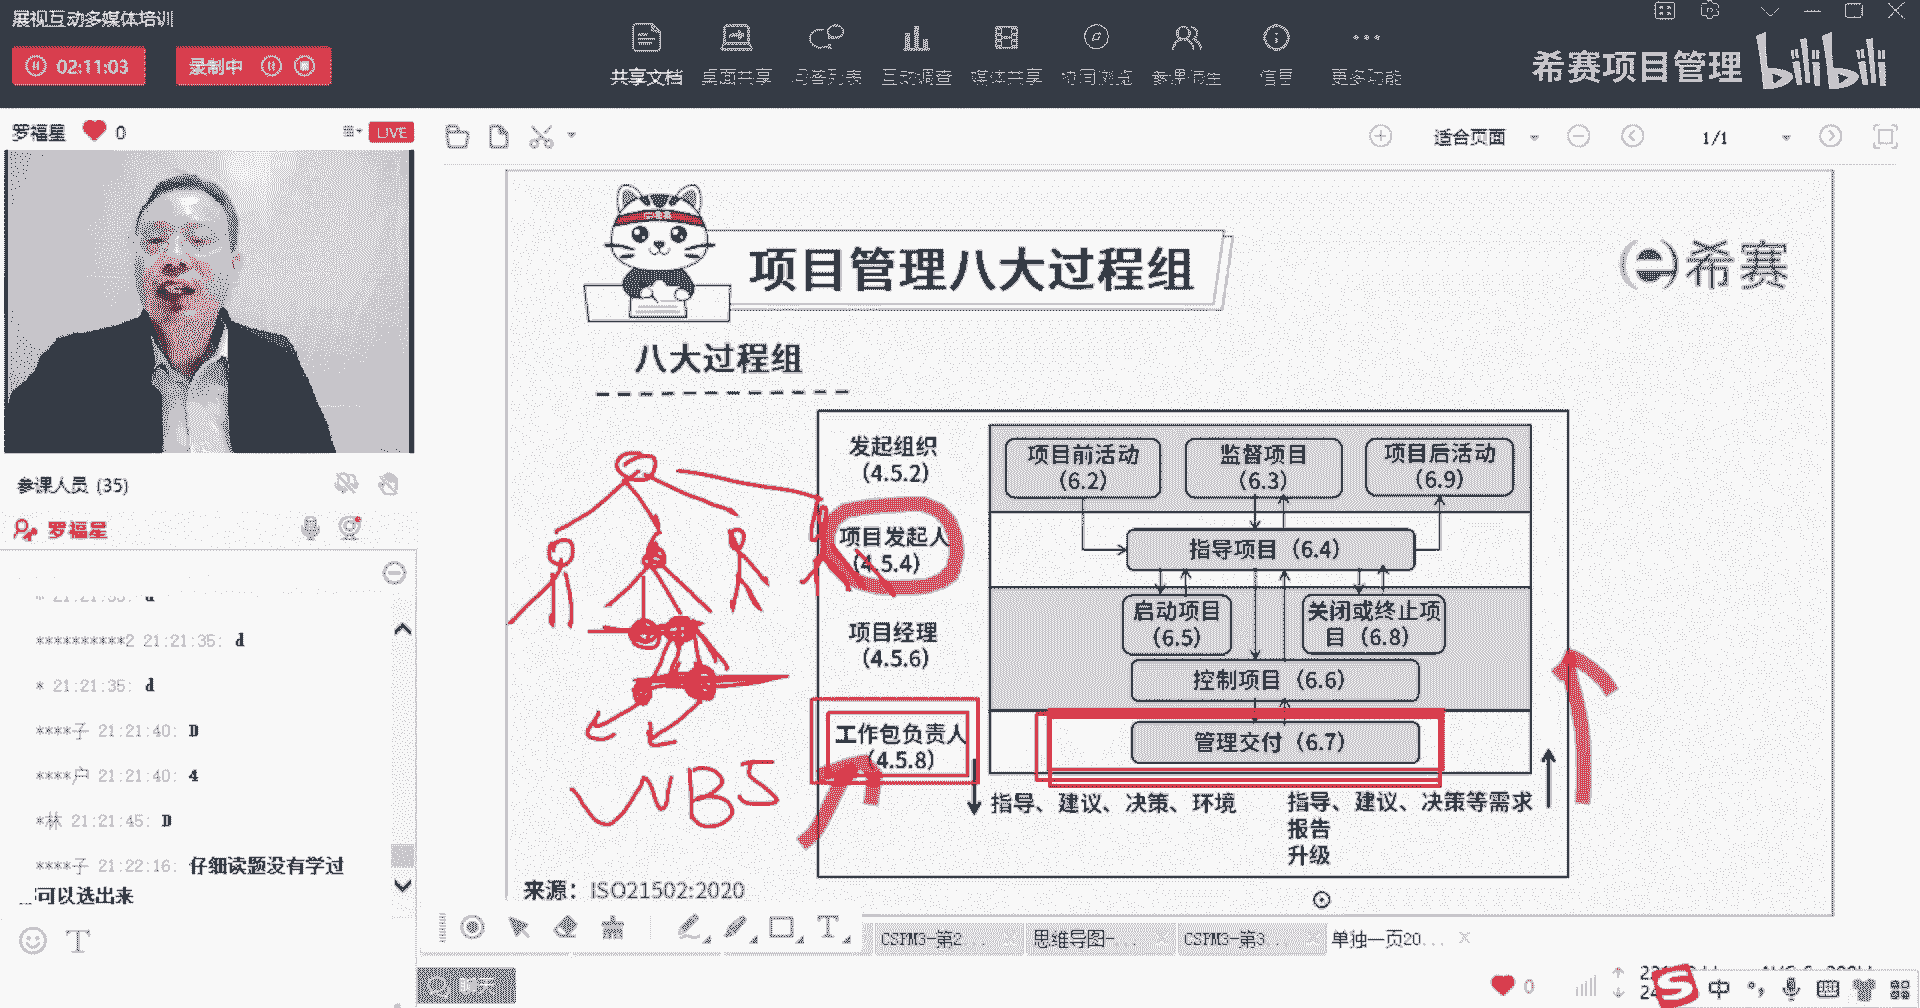 展视互动多媒体培训
02:11:03
录制中
共享文档
桌面共享
问答列表
互动调查
媒体共享
协同浏览
参课师生
信息
更多功能
希赛项目管理
bilibili
罗福星
0
LIVE
适合页面
1/1
项目管理八大过程组
希赛
八大过程组
发起组织
(4.5.2)
项目发起人
(4.5.4)
项目经理
(4.5.6)
工作包负责人
(4.5.8)
项目前活动
(6.2)
监督项目
(6.3)
项目后活动
(6.9)
指导项目（6.4）
启动项目
(6.5)
关闭或终止项
目（6.8）
控制项目（6.6）
管理交付（6.7）
指导、建议、决策、环境
指导、建议、决策等需求
报告
升级
WBS
来源：ISO21502:2020
参课人员 (35)
罗福星
**********2 21:21:35: d
* 21:21:35: d
****子 21:21:40: D
****户 21:21:40: 4
*林 21:21:45: D
****子 21:22:16: 仔细读题没有学过
可以选出来
T
T
CSPM3-第2...
思维导图-...
CSPM3-第3...
单独一页20...
聊天
0
S
中